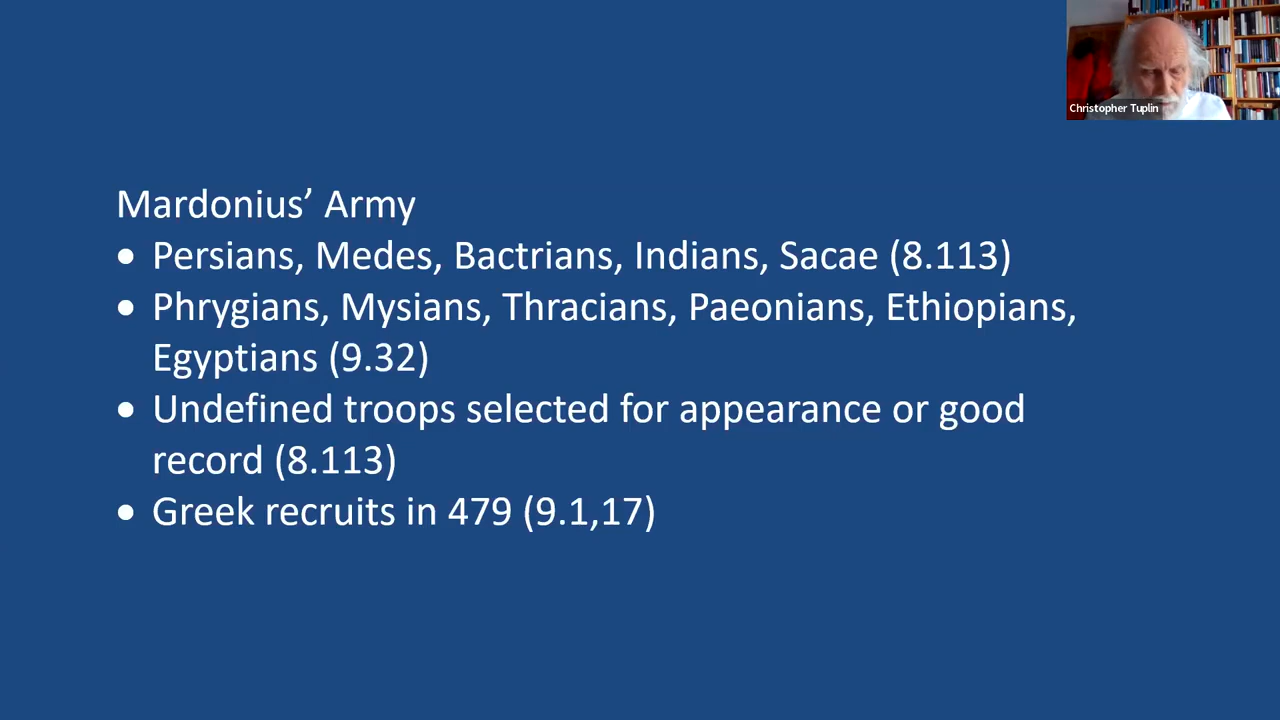 Christopher Tuplin
Mardonius’ Army
• Persians, Medes, Bactrians, Indians, Sacae (8.113)
• Phrygians, Mysians, Thracians, Paeonians, Ethiopians,
Egyptians (9.32)
• Undefined troops selected for appearance or good
record (8.113)
• Greek recruits in 479 (9.1,17)